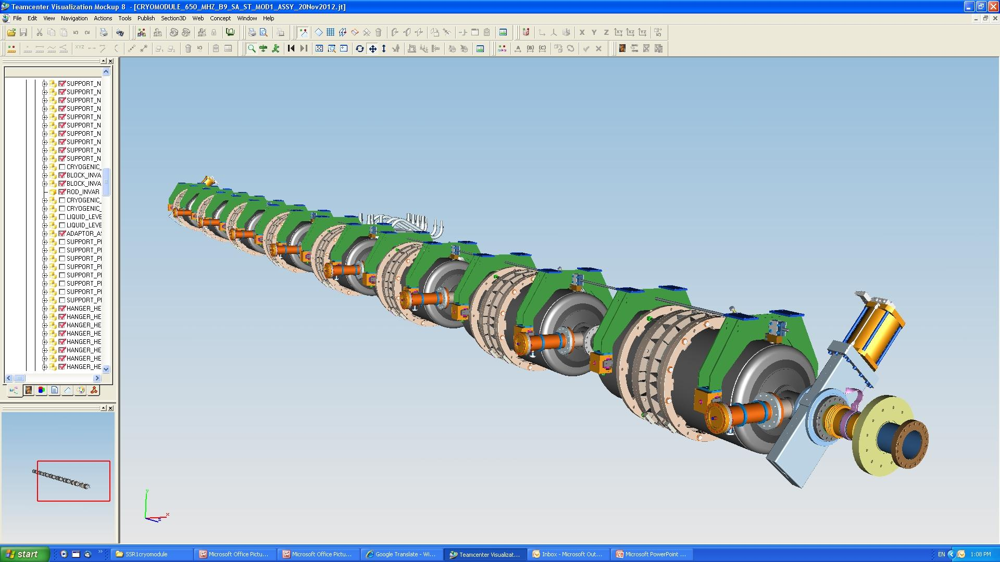 Teamcenter Visualization Mockup 8 - [CRYOMODULE_650_MHZ_B9_SA_ST_MOD1_ASSY_20Nov2012.jt]
File Edit View Navigation Actions Tools Publish Section3D Web Concept Window Help
X Y Z XY XZ YZ
XYZ A (B) (C)
SUPPORT_N
SUPPORT_N
SUPPORT_N
SUPPORT_N
SUPPORT_N
SUPPORT_N
SUPPORT_N
SUPPORT_N
SUPPORT_N
SUPPORT_N
CRYOGENIC_
BLOCK_INVA
BLOCK_INVA
ROD_INVAR
CRYOGENIC_
CRYOGENIC_
LIQUID_LEVE
LIQUID_LEVE
ADAPTOR_A
SUPPORT_PI
SUPPORT_PI
SUPPORT_PI
SUPPORT_PI
SUPPORT_PI
SUPPORT_PI
SUPPORT_PI
SUPPORT_PI
HANGER_HE
HANGER_HE
HANGER_HE
HANGER_HE
HANGER_HE
HANGER_HE
HANGER_HE
HANGER_HE
y
x
z
start SSR1cryomodule Microsoft Office Pictu... Microsoft Office Pictu... Google Translate - Wi... Teamcenter Visualizat... Inbox - Microsoft Out... Microsoft PowerPoint ... EN 1:08 PM